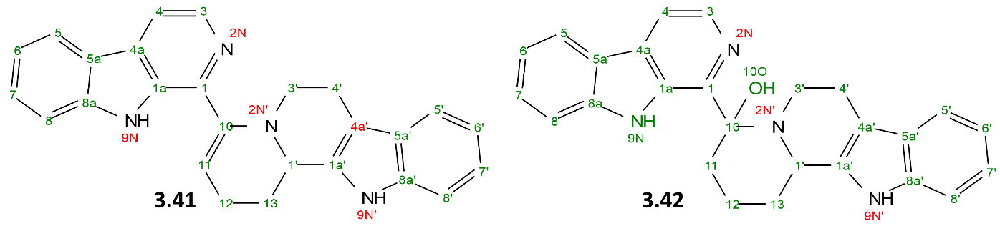 4 3
5 2N
6 5a 4a N
7 8a 1a 1 3' 4'
8 NH 2N' 5'
9N 10 N 4a' 5a' 6'
11 1' 1a' 8a' 7'
3.41 12 13 NH 8'
9N'
4 3
5 2N
6 5a 4a N
10O
7 8a 1a 1 OH 3' 4'
8 NH 2N' 5'
9N 10 N 4a' 5a' 6'
11 1' 1a' 8a' 7'
3.42 12 13 NH 8'
9N'